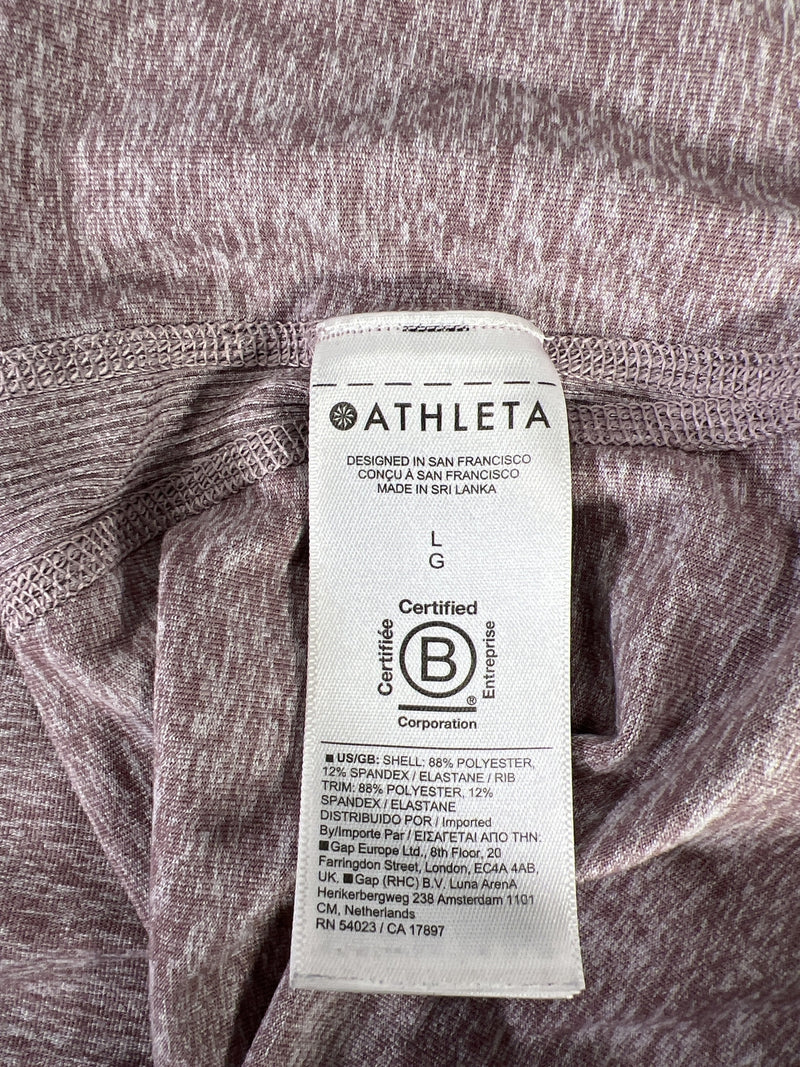 ATHLETA
DESIGNED IN SAN FRANCISCO
CONÇU À SAN FRANCISCO
MADE IN SRI LANKA
L
G
Certified
Certifiée
B
Entreprise
®
Corporation
■ US/GB: SHELL: 88% POLYESTER,
12% SPANDEX / ELASTANE / RIB
TRIM: 88% POLYESTER, 12%
SPANDEX / ELASTANE
DISTRIBUIDO POR / Imported
By/Importe Par / ΕΙΣΑΓΕΤΑΙ ΑΠΟ ΤΗΝ:
■Gap Europe Ltd., 8th Floor, 20
Farringdon Street, London, EC4A 4AB,
UK. ■Gap (RHC) B.V. Luna ArenA
Herikerbergweg 238 Amsterdam 1101
CM, Netherlands
RN 54023 / CA 17897